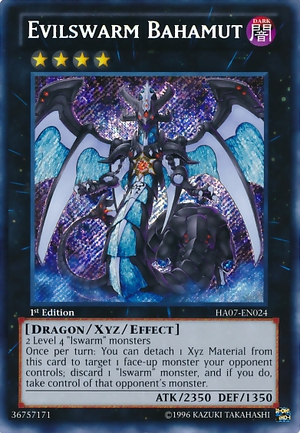 EVILSWARM BAHAMUT
DARK
闇
1st Edition
HA07-EN024
[DRAGON/XYZ/EFFECT]
2 Level 4 "lswarm" monsters
Once per turn: You can detach 1 Xyz Material from
this card to target 1 face-up monster your opponent
controls; discard 1 "lswarm" monster, and if you do,
take control of that opponent's monster.
ATK/2350 DEF/1350
36757171
©1996 KAZUKI TAKAHASHI